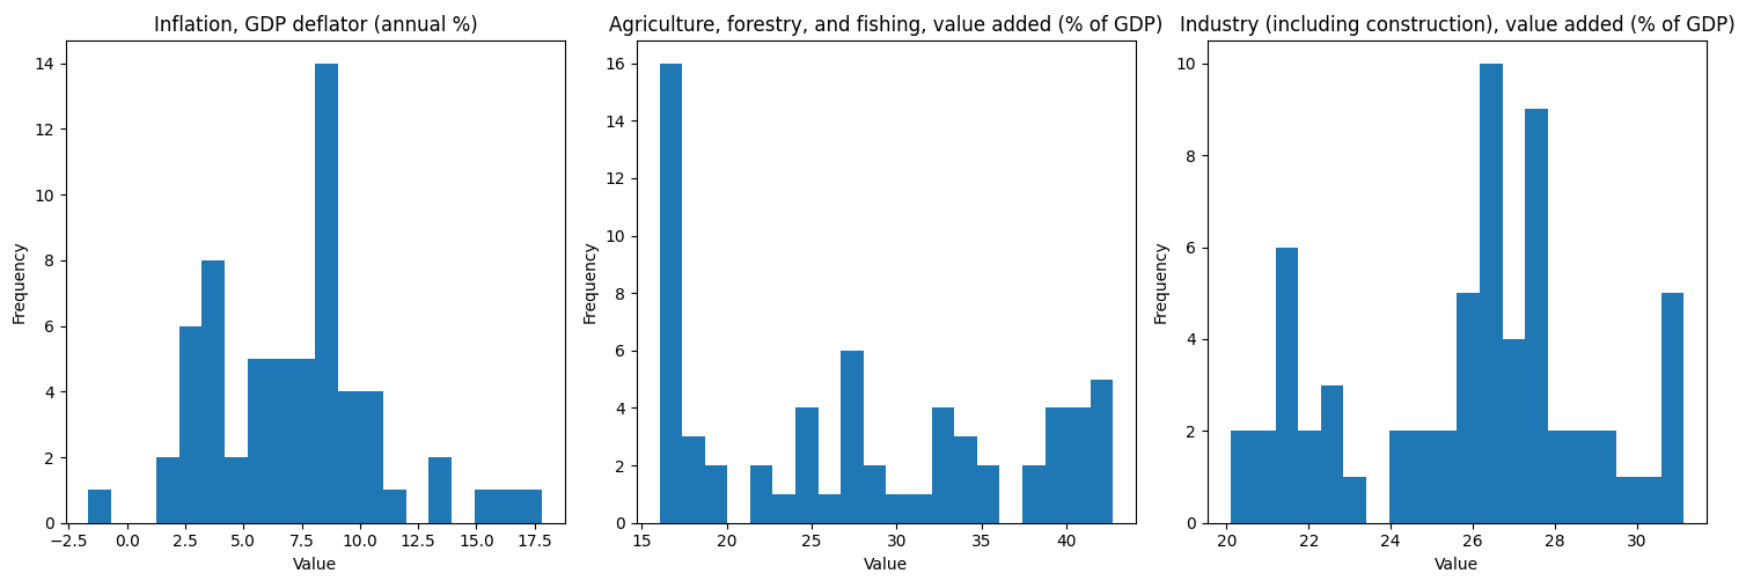 Inflation, GDP deflator (annual %)
Frequency
14
12
10
8
6
4
2
0
−2.5 0.0 2.5 5.0 7.5 10.0 12.5 15.0 17.5
Value
Agriculture, forestry, and fishing, value added (% of GDP)
Frequency
16
14
12
10
8
6
4
2
0
15 20 25 30 35 40
Value
Industry (including construction), value added (% of GDP)
Frequency
10
8
6
4
2
0
20 22 24 26 28 30
Value